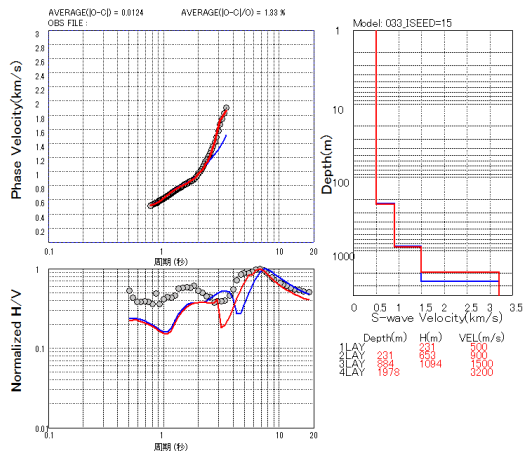 AVERAGE(|O-C|) = 0.0124 AVERAGE(|O-C|/O) = 1.33 %
OBS FILE :
Model: 033_ISEED=15
Phase Velocity(km/s)
3
2.8
2.6
2.4
2.2
2
1.8
1.6
1.4
1.2
1
0.8
0.6
0.4
0.2
0.1 1 10 20
周期(秒)
Normalized H/V
1
0.1
0.01
0.1 1 10 20
周期(秒)
Depth(m)
1
10
100
1000
0 0.5 1 1.5 2 2.5 3 3.5
S-wave Velocity(km/s)
Depth(m) H(m) VEL(m/s)
1LAY 231 500
2LAY 231 653 900
3LAY 884 1094 1500
4LAY 1978 3200